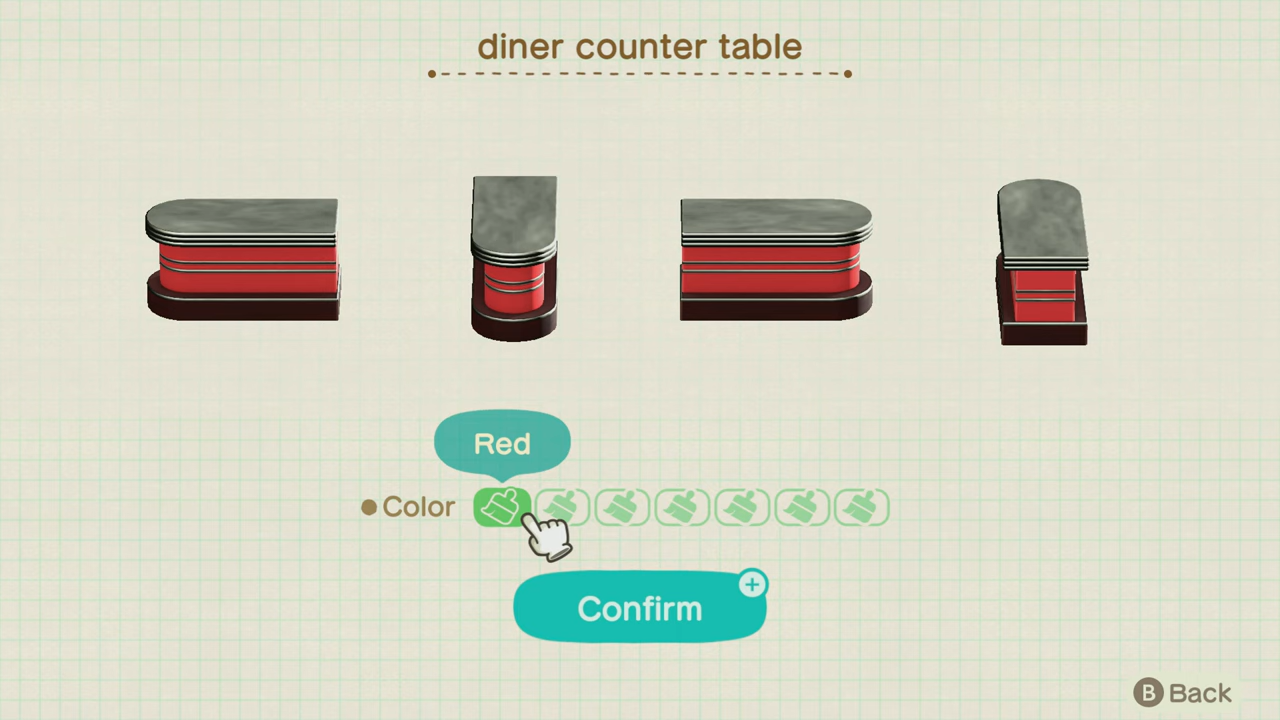 diner counter table
Red
Color
Confirm
B Back